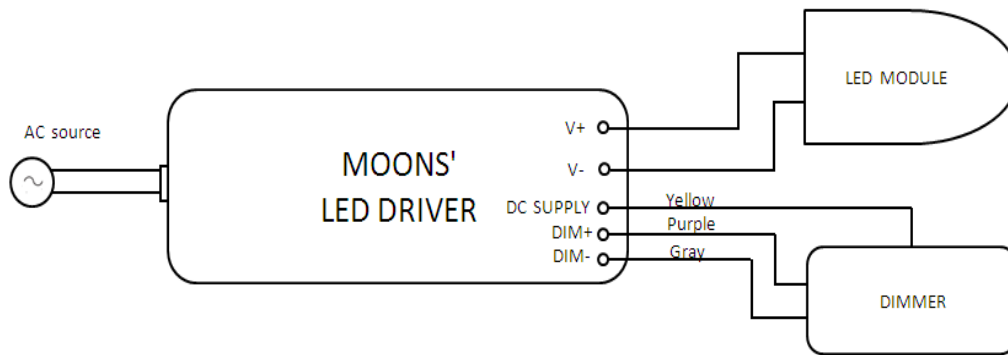 LED MODULE
AC source
V+
MOONS'
LED DRIVER
V-
DC SUPPLY
Yellow
DIM+
Purple
DIM-
Gray
DIMMER